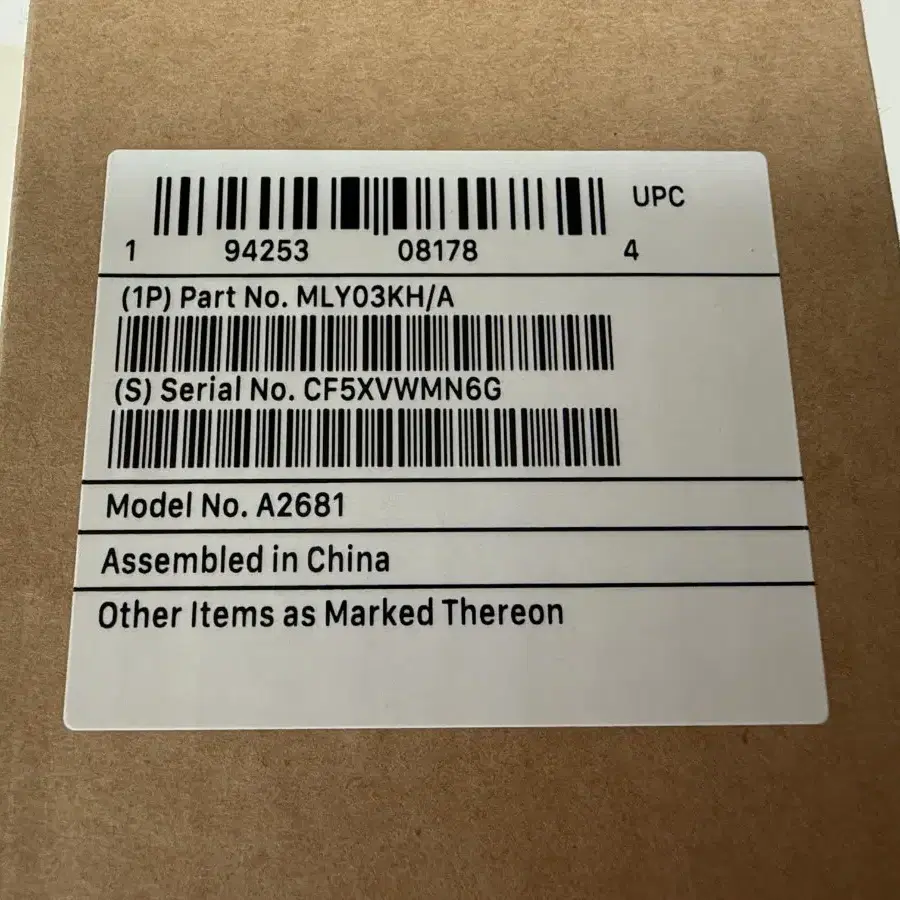 UPC
1 94253 08178 4
(1P) Part No. MLY03KH/A
(S) Serial No. CF5XVWMN6G
Model No. A2681
Assembled in China
Other Items as Marked Thereon